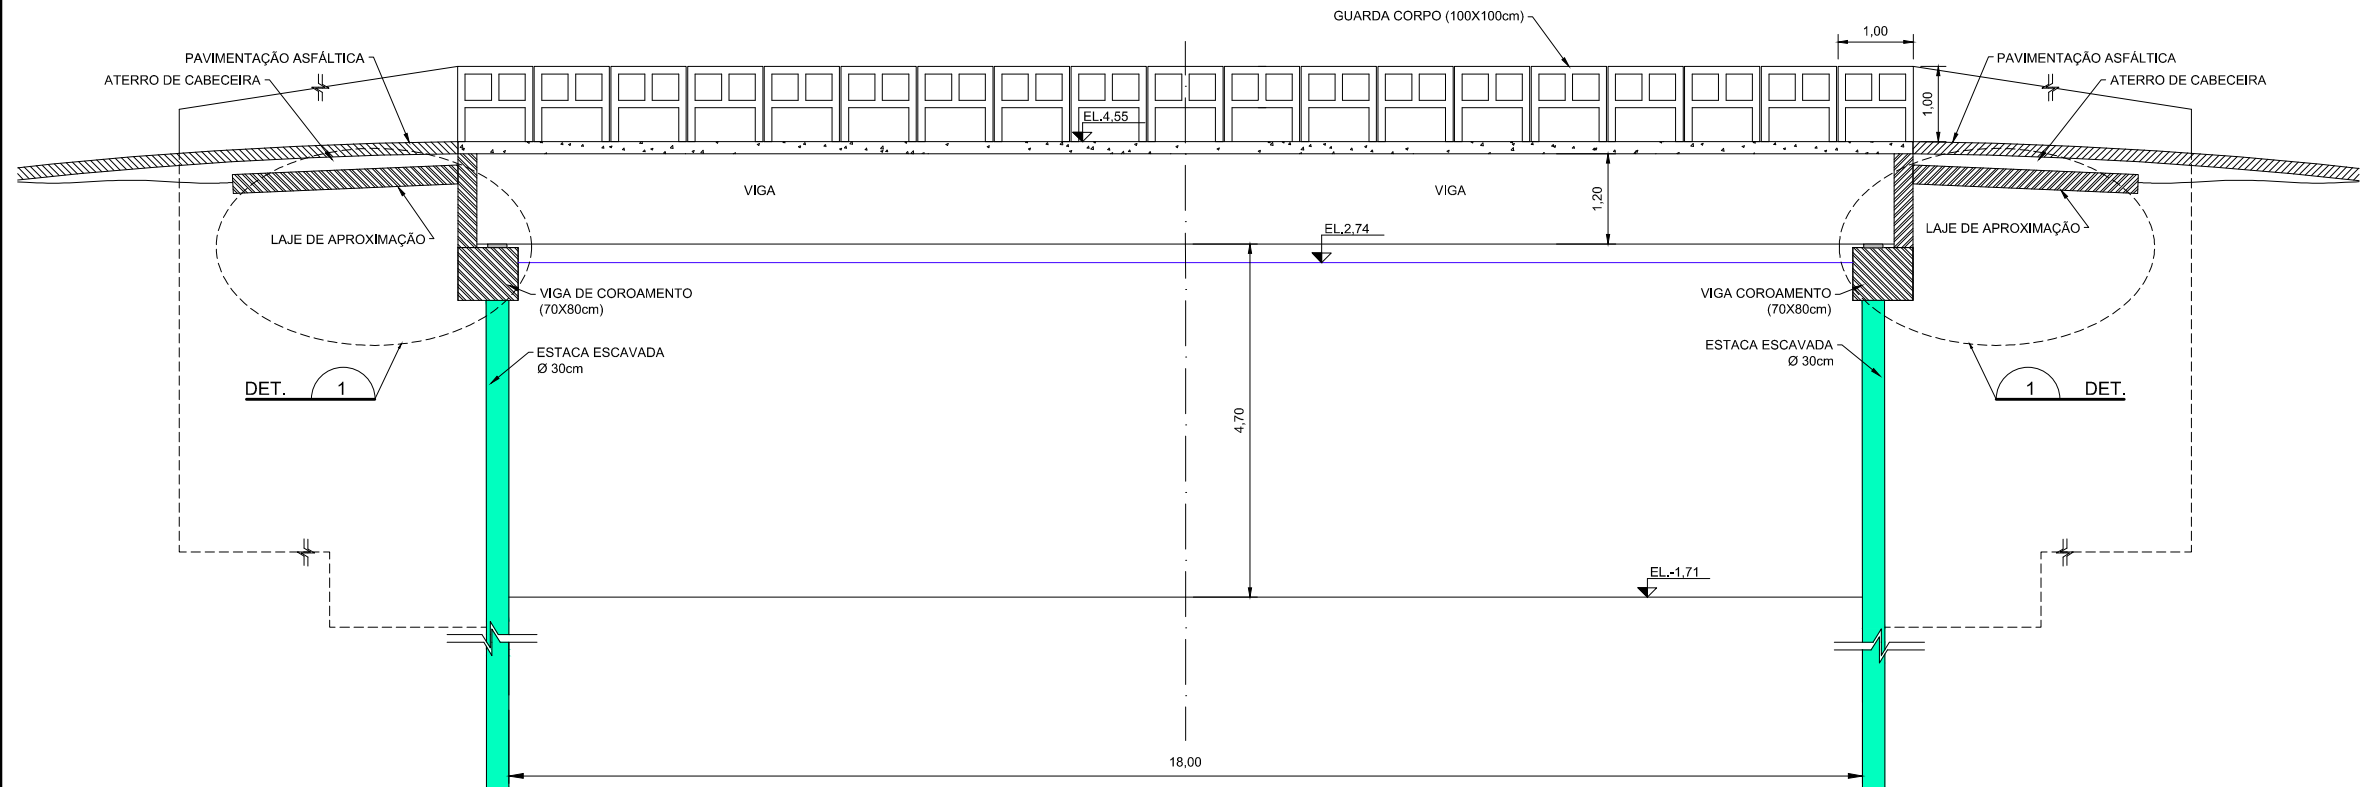 GUARDA CORPO (100X100cm)
1,00
PAVIMENTAÇÃO ASFÁLTICA
ATERRO DE CABECEIRA
PAVIMENTAÇÃO ASFÁLTICA
ATERRO DE CABECEIRA
1,00
EL.4,55
VIGA
VIGA
1,20
LAJE DE APROXIMAÇÃO
EL.2,74
LAJE DE APROXIMAÇÃO
VIGA DE COROAMENTO
(70X80cm)
VIGA COROAMENTO
(70X80cm)
ESTACA ESCAVADA
Ø 30cm
ESTACA ESCAVADA
Ø 30cm
DET. 1
1 DET.
4,70
EL.-1,71
18,00